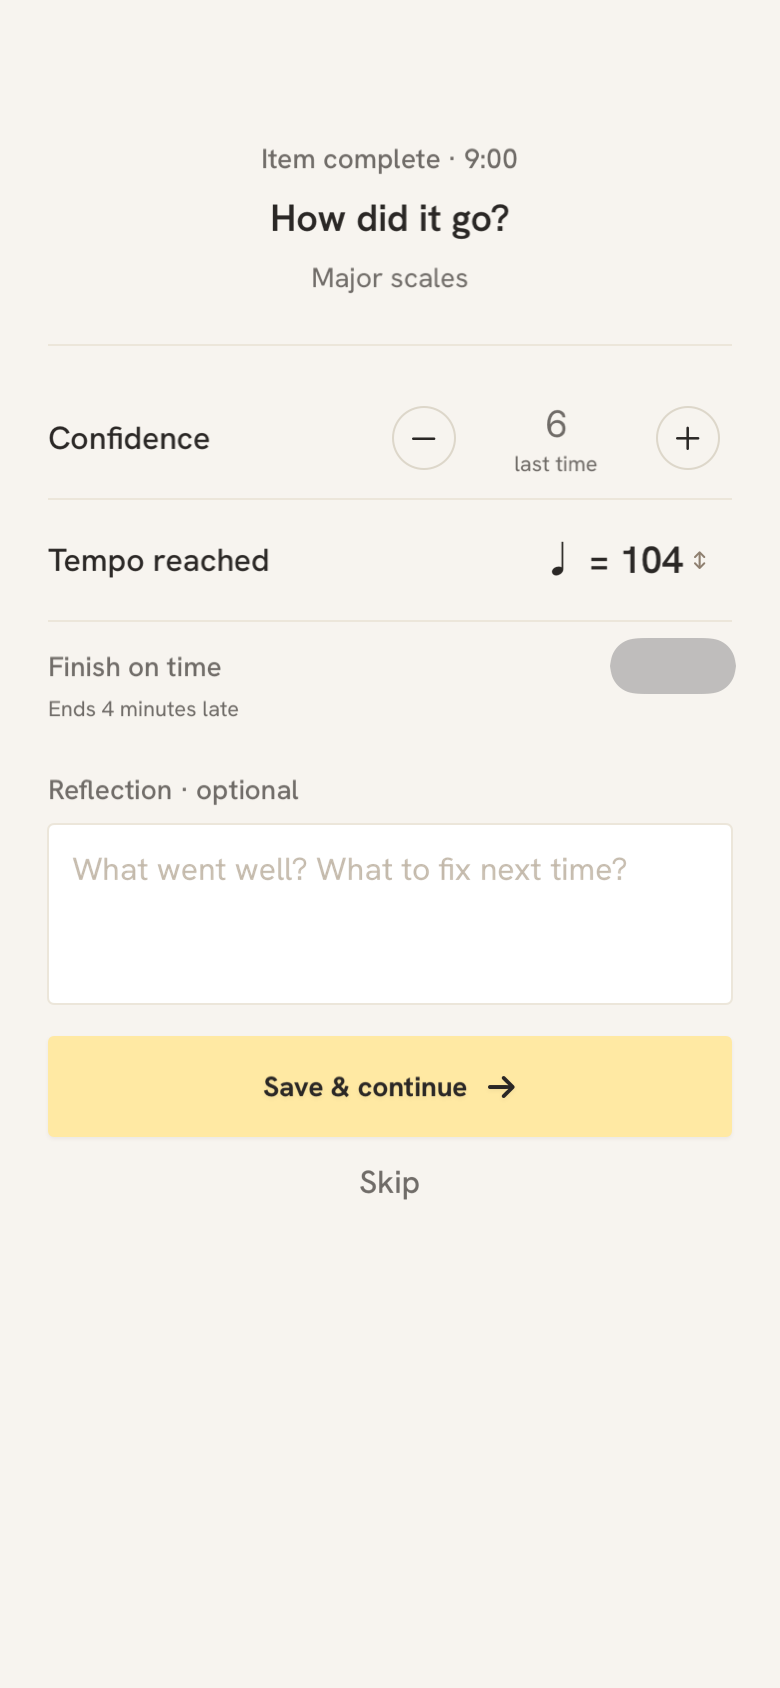 Item complete · 9:00
How did it go?
Major scales
Confidence
− 6 +
last time
Tempo reached ♩ = 104
Finish on time
Ends 4 minutes late
Reflection · optional
What went well? What to fix next time?
Save & continue →
Skip